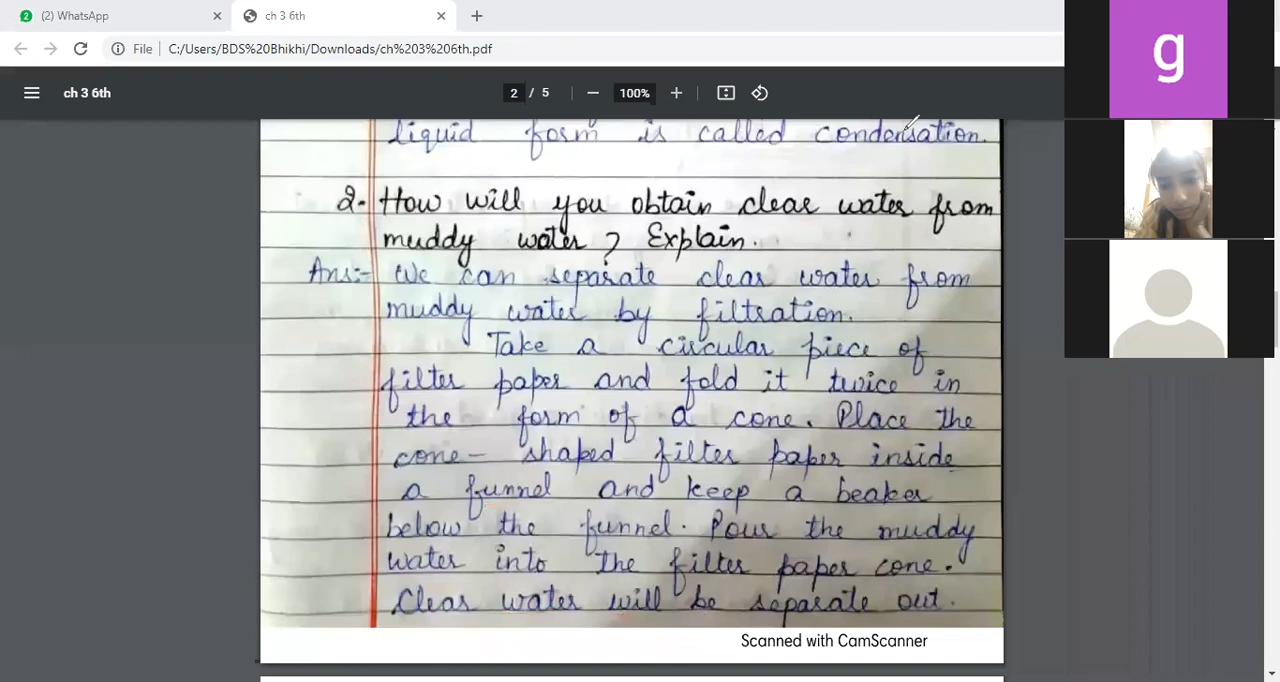 2 (2) WhatsApp
ch 3 6th
File C:/Users/BDS%20Bhikhi/Downloads/ch%203%206th.pdf
ch 3 6th
2 / 5 100%
g
liquid form is called condensation.
2. How will you obtain clear water from
muddy water? Explain.
Ans:- We can separate clear water from
muddy water by filtration.
Take a circular piece of
filter paper and fold it twice in
the form of a cone. Place the
cone- shaped filter paper inside
a funnel and keep a beaker
below the funnel. Pour the muddy
water into the filter paper cone.
Clear water will be separate out.
Scanned with CamScanner